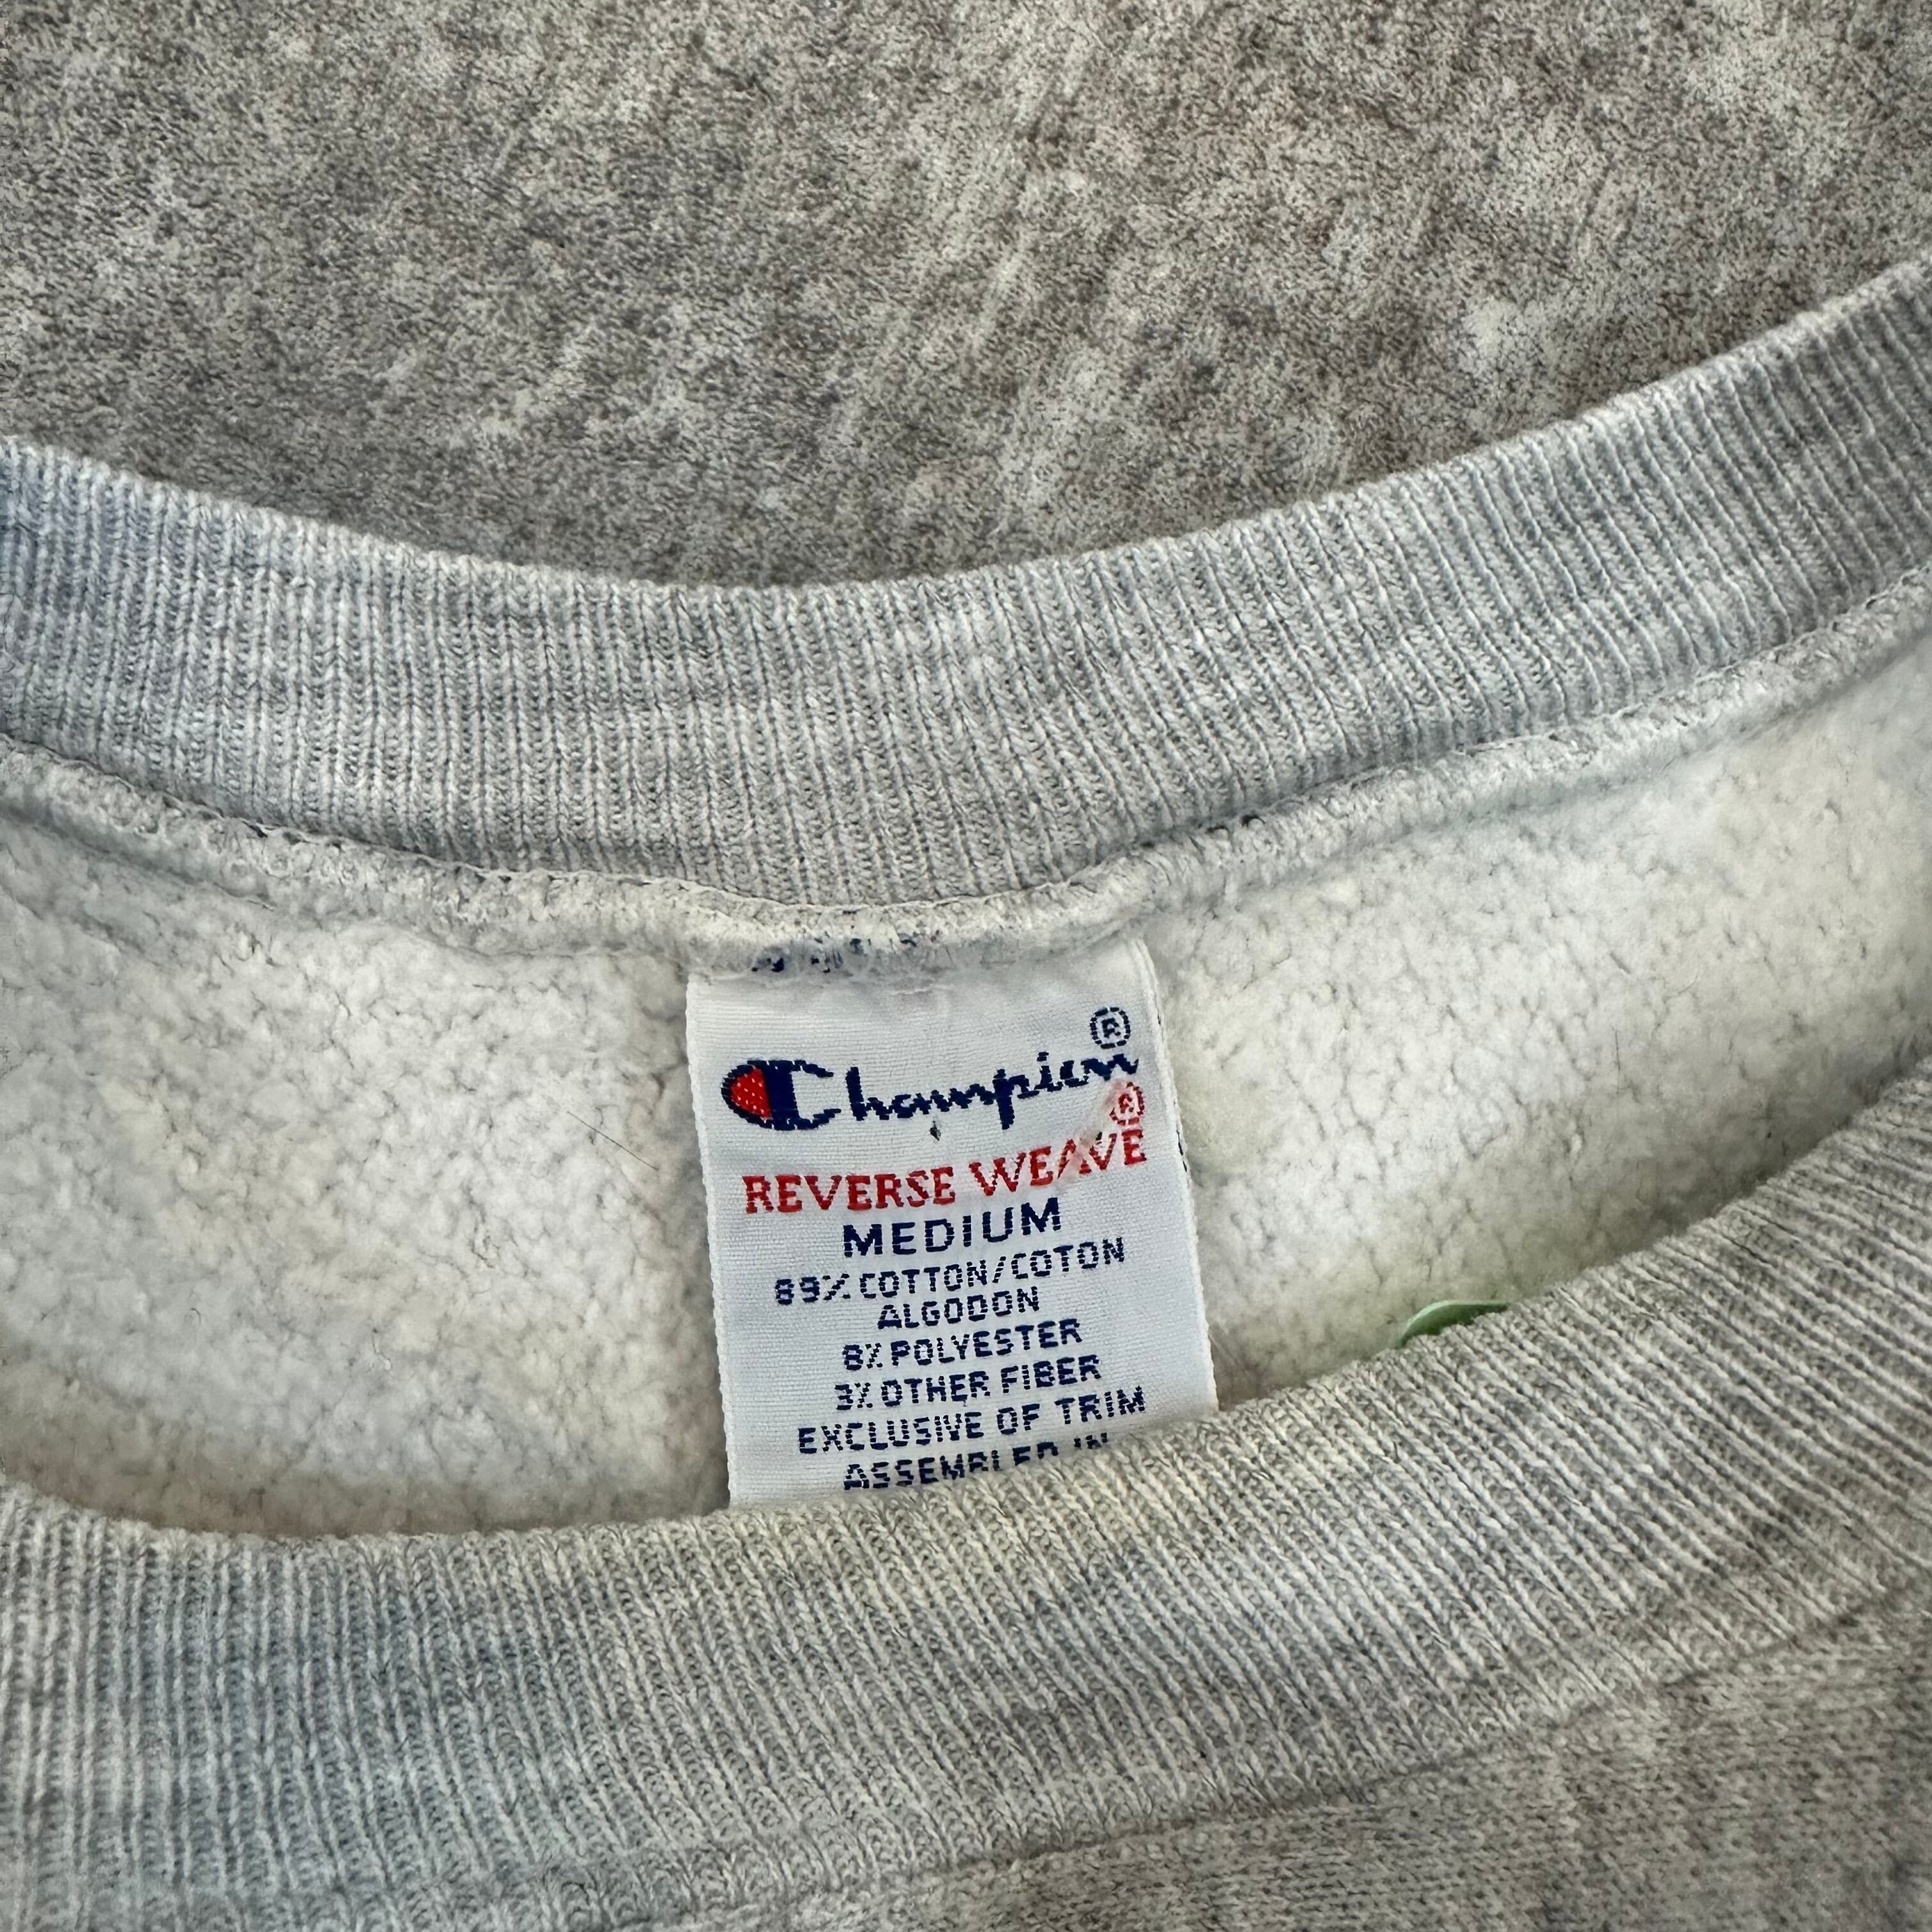 Champion®
REVERSE WEAVE®
MEDIUM
89% COTTON/COTON
ALGODON
8% POLYESTER
3% OTHER FIBER
EXCLUSIVE OF TRIM
ASSEMBLED IN